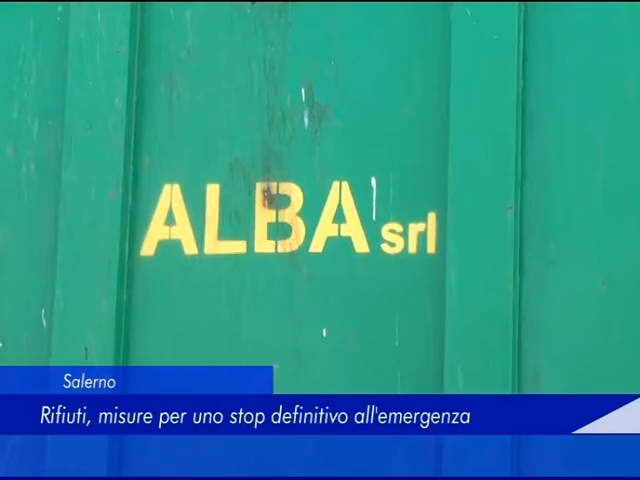 ALBA srl
Salerno
Rifiuti, misure per uno stop definitivo all'emergenza